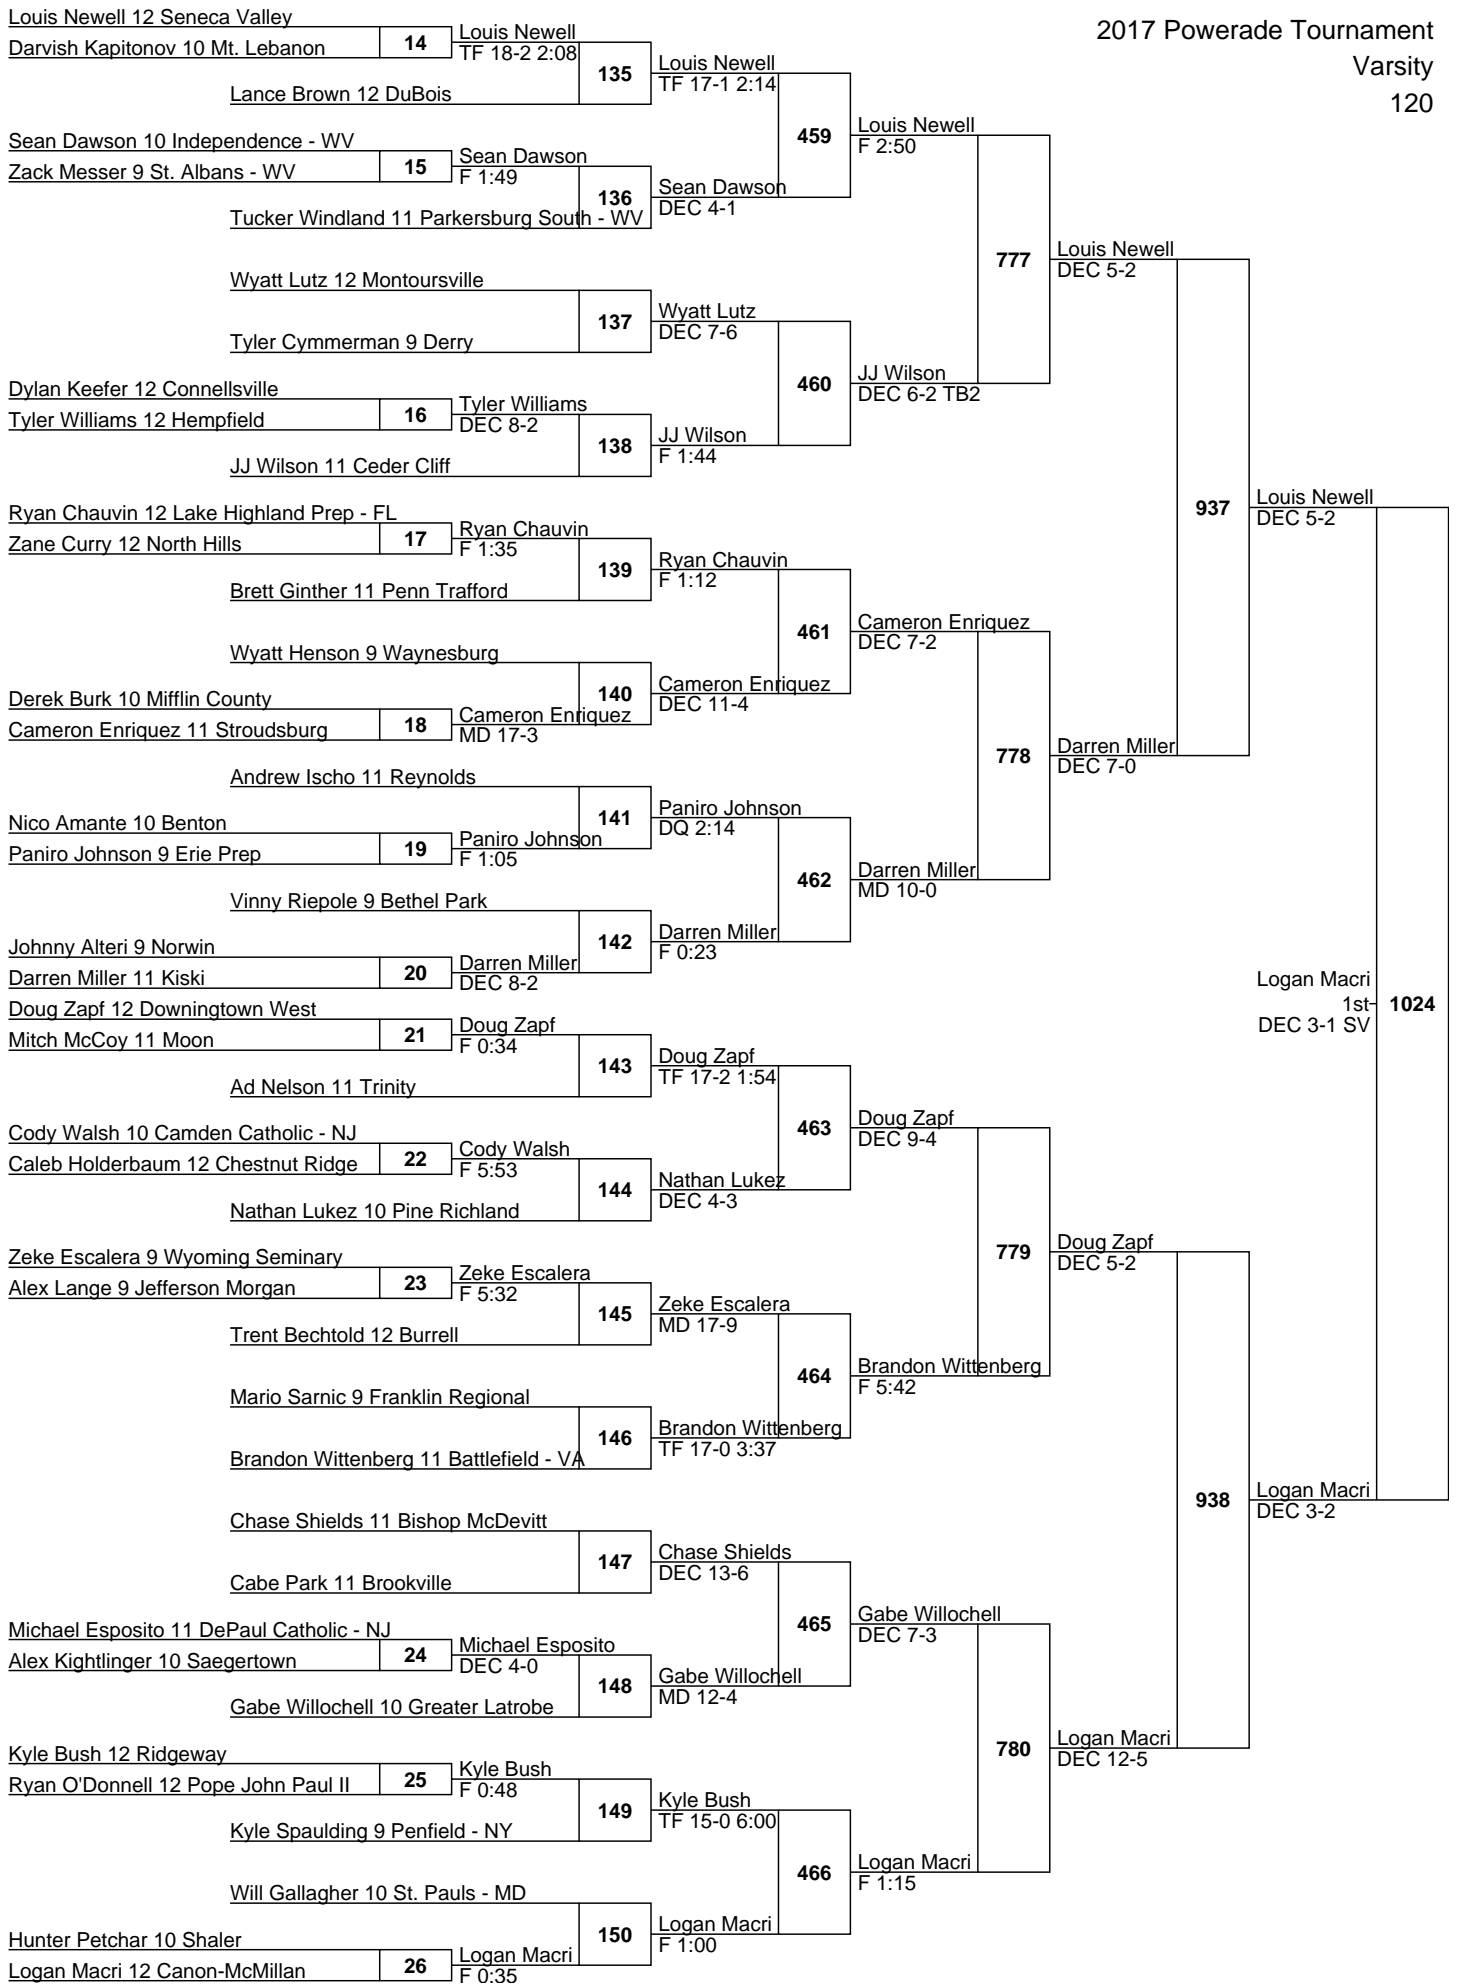 2017 Powerade Tournament
Varsity
120
Louis Newell 12 Seneca Valley
Darvish Kapitonov 10 Mt. Lebanon
14
Louis Newell
TF 18-2 2:08
Lance Brown 12 DuBois
135
Louis Newell
TF 17-1 2:14
Sean Dawson 10 Independence - WV
Zack Messer 9 St. Albans - WV
15
Sean Dawson
F 1:49
Tucker Windland 11 Parkersburg South - WV
136
Sean Dawson
DEC 4-1
459
Louis Newell
F 2:50
Wyatt Lutz 12 Montoursville
Tyler Cymmerman 9 Derry
137
Wyatt Lutz
DEC 7-6
Dylan Keefer 12 Connellsville
Tyler Williams 12 Hempfield
16
Tyler Williams
DEC 8-2
JJ Wilson 11 Ceder Cliff
138
JJ Wilson
F 1:44
460
JJ Wilson
DEC 6-2 TB2
777
Louis Newell
DEC 5-2
Ryan Chauvin 12 Lake Highland Prep - FL
Zane Curry 12 North Hills
17
Ryan Chauvin
F 1:35
Brett Ginther 11 Penn Trafford
139
Ryan Chauvin
F 1:12
Wyatt Henson 9 Waynesburg
Derek Burk 10 Mifflin County
Cameron Enriquez 11 Stroudsburg
18
Cameron Enriquez
MD 17-3
140
Cameron Enriquez
DEC 11-4
461
Cameron Enriquez
DEC 7-2
Andrew Ischo 11 Reynolds
Nico Amante 10 Benton
Paniro Johnson 9 Erie Prep
19
Paniro Johnson
F 1:05
141
Paniro Johnson
DQ 2:14
Vinny Riepole 9 Bethel Park
Johnny Alteri 9 Norwin
Darren Miller 11 Kiski
20
Darren Miller
DEC 8-2
142
Darren Miller
F 0:23
462
Darren Miller
MD 10-0
778
Darren Miller
DEC 7-0
937
Louis Newell
DEC 5-2
Doug Zapf 12 Downingtown West
Mitch McCoy 11 Moon
21
Doug Zapf
F 0:34
Ad Nelson 11 Trinity
143
Doug Zapf
TF 17-2 1:54
Cody Walsh 10 Camden Catholic - NJ
Caleb Holderbaum 12 Chestnut Ridge
22
Cody Walsh
F 5:53
Nathan Lukez 10 Pine Richland
144
Nathan Lukez
DEC 4-3
463
Doug Zapf
DEC 9-4
Zeke Escalera 9 Wyoming Seminary
Alex Lange 9 Jefferson Morgan
23
Zeke Escalera
F 5:32
Trent Bechtold 12 Burrell
145
Zeke Escalera
MD 17-9
Mario Sarnic 9 Franklin Regional
Brandon Wittenberg 11 Battlefield - VA
146
Brandon Wittenberg
TF 17-0 3:37
464
Brandon Wittenberg
F 5:42
779
Doug Zapf
DEC 5-2
Chase Shields 11 Bishop McDevitt
Cabe Park 11 Brookville
147
Chase Shields
DEC 13-6
Michael Esposito 11 DePaul Catholic - NJ
Alex Kightlinger 10 Saegertown
24
Michael Esposito
DEC 4-0
Gabe Willochell 10 Greater Latrobe
148
Gabe Willochell
MD 12-4
465
Gabe Willochell
DEC 7-3
Kyle Bush 12 Ridgeway
Ryan O'Donnell 12 Pope John Paul II
25
Kyle Bush
F 0:48
Kyle Spaulding 9 Penfield - NY
149
Kyle Bush
TF 15-0 6:00
Will Gallagher 10 St. Pauls - MD
Hunter Petchar 10 Shaler
Logan Macri 12 Canon-McMillan
26
Logan Macri
F 0:35
150
Logan Macri
F 1:00
466
Logan Macri
F 1:15
780
Logan Macri
DEC 12-5
938
Logan Macri
DEC 3-2
Logan Macri
1st
DEC 3-1 SV
1024